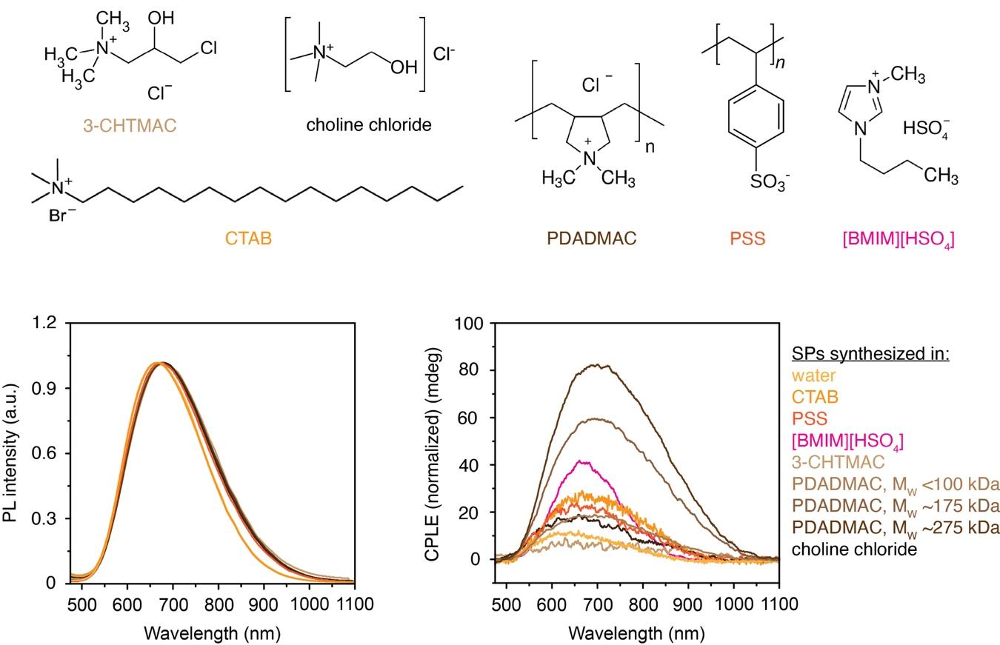 CH3 OH
H3C N+ Cl
H3C
Cl−
3-CHTMAC
N+ OH Cl-
choline chloride
N+
Br−
CTAB
Cl −
n
+
N
H3C CH3
PDADMAC
n
SO3-
PSS
+
N CH3
N
HSO4−
CH3
[BMIM][HSO4]
1.2
0.9
0.6
0.3
0
PL intensity (a.u.)
500 600 700 800 900 1000 1100
Wavelength (nm)
100
80
60
40
20
0
CPLE (normalized) (mdeg)
500 600 700 800 900 1000 1100
Wavelength (nm)
SPs synthesized in:
water
CTAB
PSS
[BMIM][HSO4]
3-CHTMAC
PDADMAC, MW <100 kDa
PDADMAC, MW ~175 kDa
PDADMAC, MW ~275 kDa
choline chloride